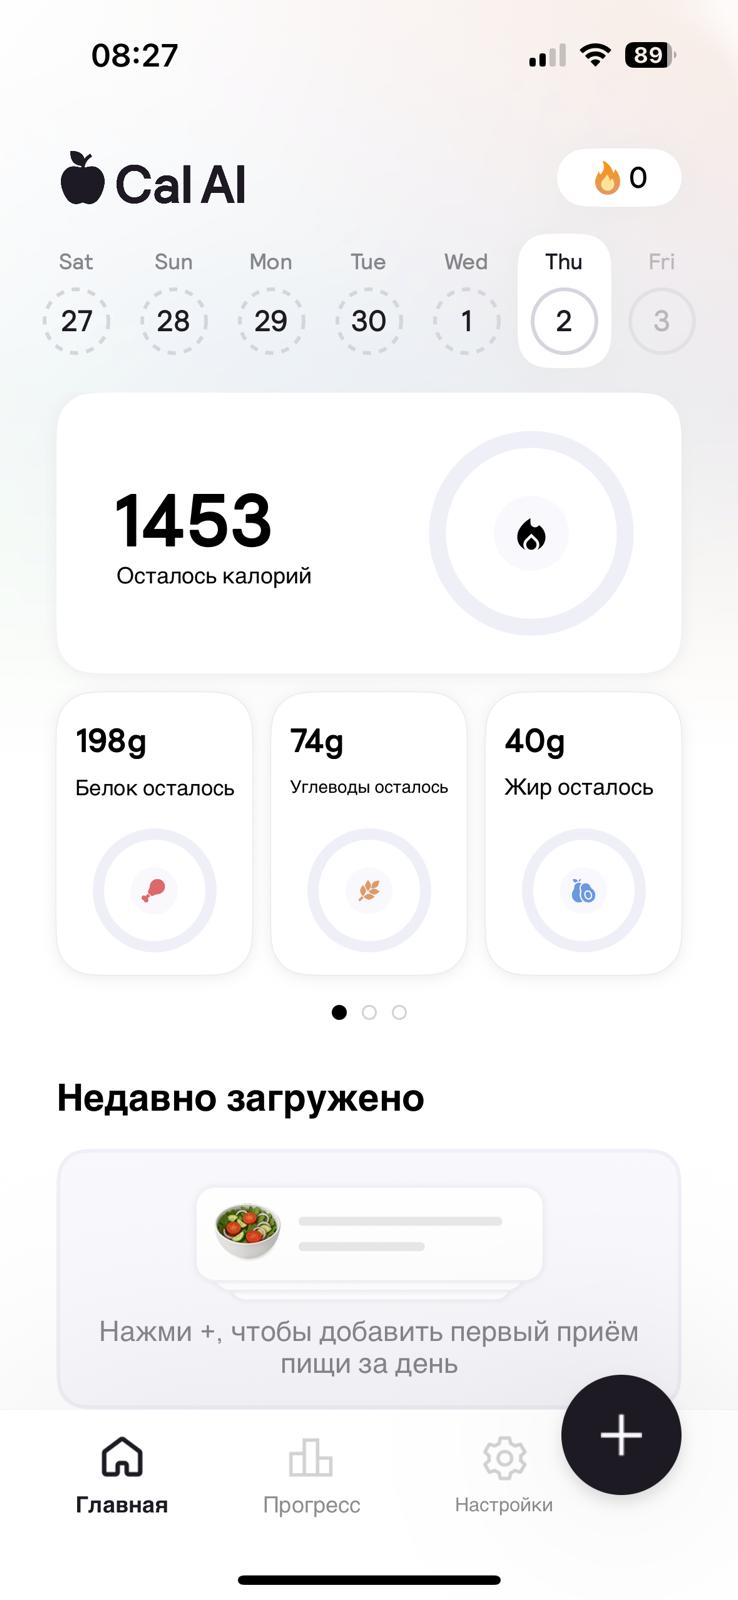 08:27
89
Cal AI
0
Sat Sun Mon Tue Wed Thu Fri
27 28 29 30 1 2 3
1453
Осталось калорий
198g 74g 40g
Белок осталось Углеводы осталось Жир осталось
Недавно загружено
Нажми +, чтобы добавить первый приём
пищи за день
Главная Прогресс Настройки